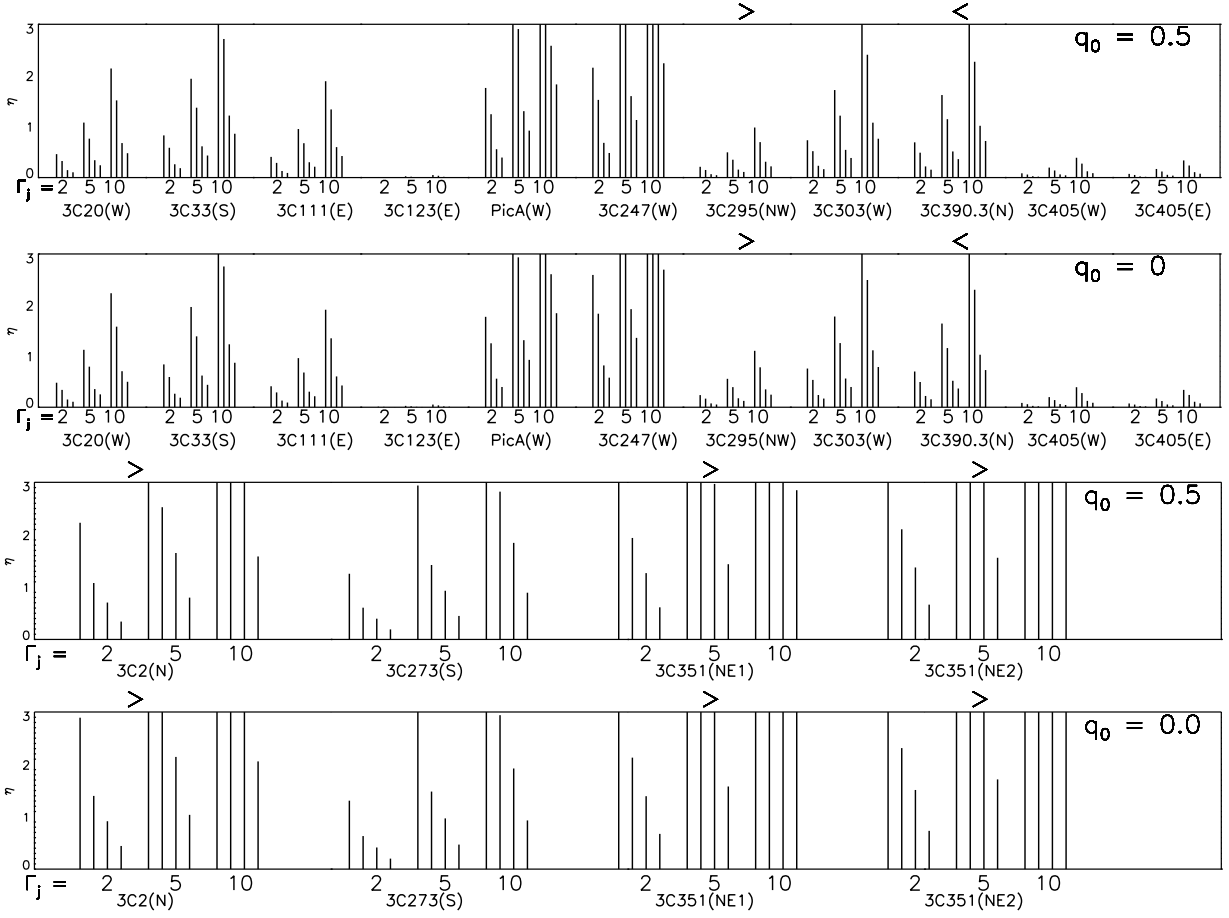 > <
3 q₀ = 0.5
2
η
1
0
Γj = 2 5 10 2 5 10 2 5 10 2 5 10 2 5 10 2 5 10 2 5 10 2 5 10 2 5 10 2 5 10 2 5 10
3C20(W) 3C33(S) 3C111(E) 3C123(E) PicA(W) 3C247(W) 3C295(NW) 3C303(W) 3C390.3(N) 3C405(W) 3C405(E)
> <
3 q₀ = 0
2
η
1
0
Γj = 2 5 10 2 5 10 2 5 10 2 5 10 2 5 10 2 5 10 2 5 10 2 5 10 2 5 10 2 5 10 2 5 10
3C20(W) 3C33(S) 3C111(E) 3C123(E) PicA(W) 3C247(W) 3C295(NW) 3C303(W) 3C390.3(N) 3C405(W) 3C405(E)
> > >
3 q₀ = 0.5
2
η
1
0
Γj = 2 5 10 2 5 10 2 5 10 2 5 10
3C2(N) 3C273(S) 3C351(NE1) 3C351(NE2)
> > >
3 q₀ = 0.0
2
η
1
0
Γj = 2 5 10 2 5 10 2 5 10 2 5 10
3C2(N) 3C273(S) 3C351(NE1) 3C351(NE2)